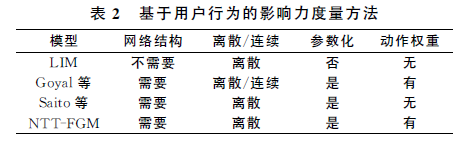 表 2 基于用户行为的影响力度量方法
模型 网络结构 离散/连续 参数化 动作权重
LIM 不需要 离散 否 无
Goyal 等 需要 离散/连续 是 有
Saito 等 需要 离散 是 无
NTT-FGM 需要 离散 是 有